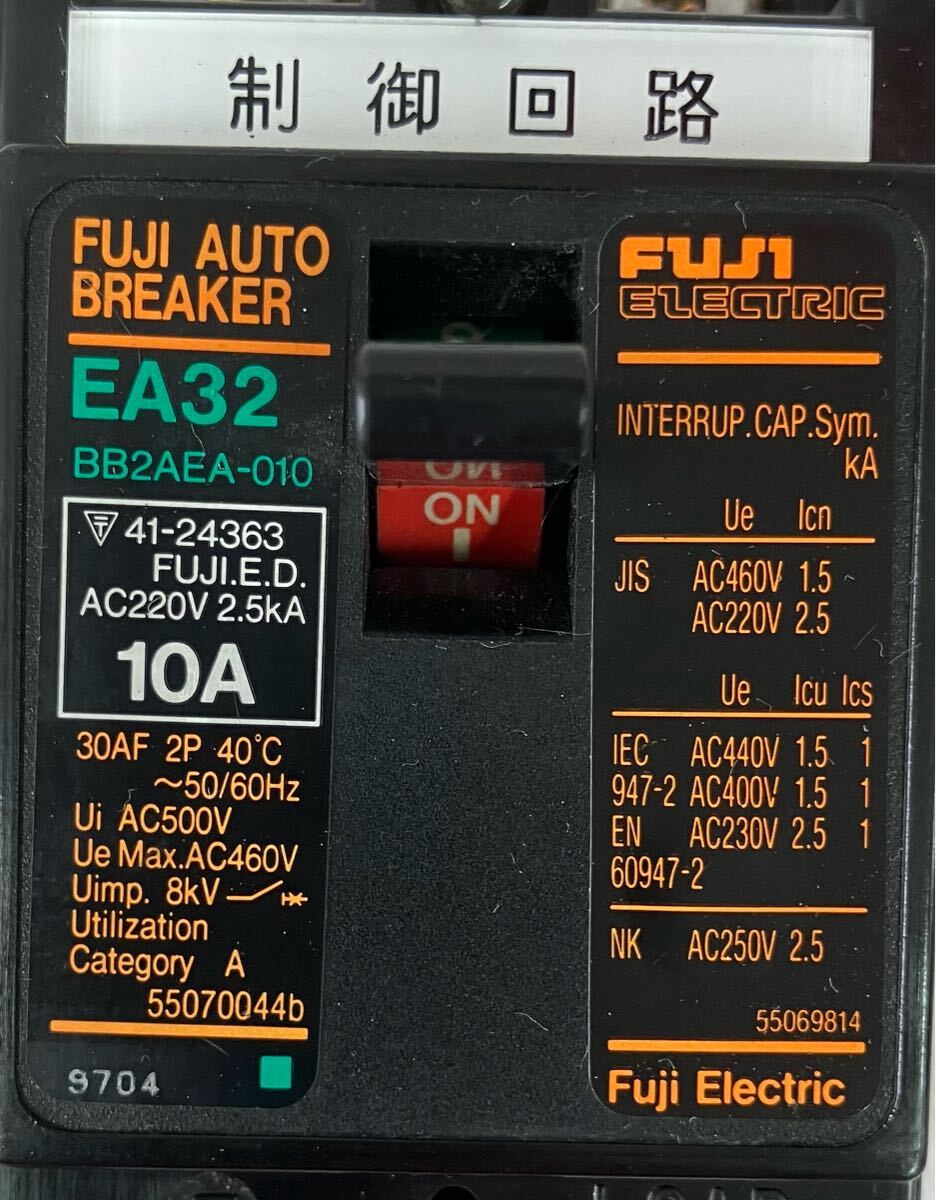 制御回路
FUJI AUTO
BREAKER
EA32
BB2AEA-010
41-24363
FUJI.E.D.
AC220V 2.5kA
10A
30AF 2P 40℃
～50/60Hz
Ui AC500V
Ue Max.AC460V
Uimp. 8kV
Utilization
Category A
55070044b
9704
ON
ON
I
FUJI
ELECTRIC
INTERRUP.CAP.Sym.
kA
Ue Icn
JIS AC460V 1.5
AC220V 2.5
Ue Icu Ics
IEC AC440V 1.5 1
947-2 AC400V 1.5 1
EN AC230V 2.5 1
60947-2
NK AC250V 2.5
55069814
Fuji Electric